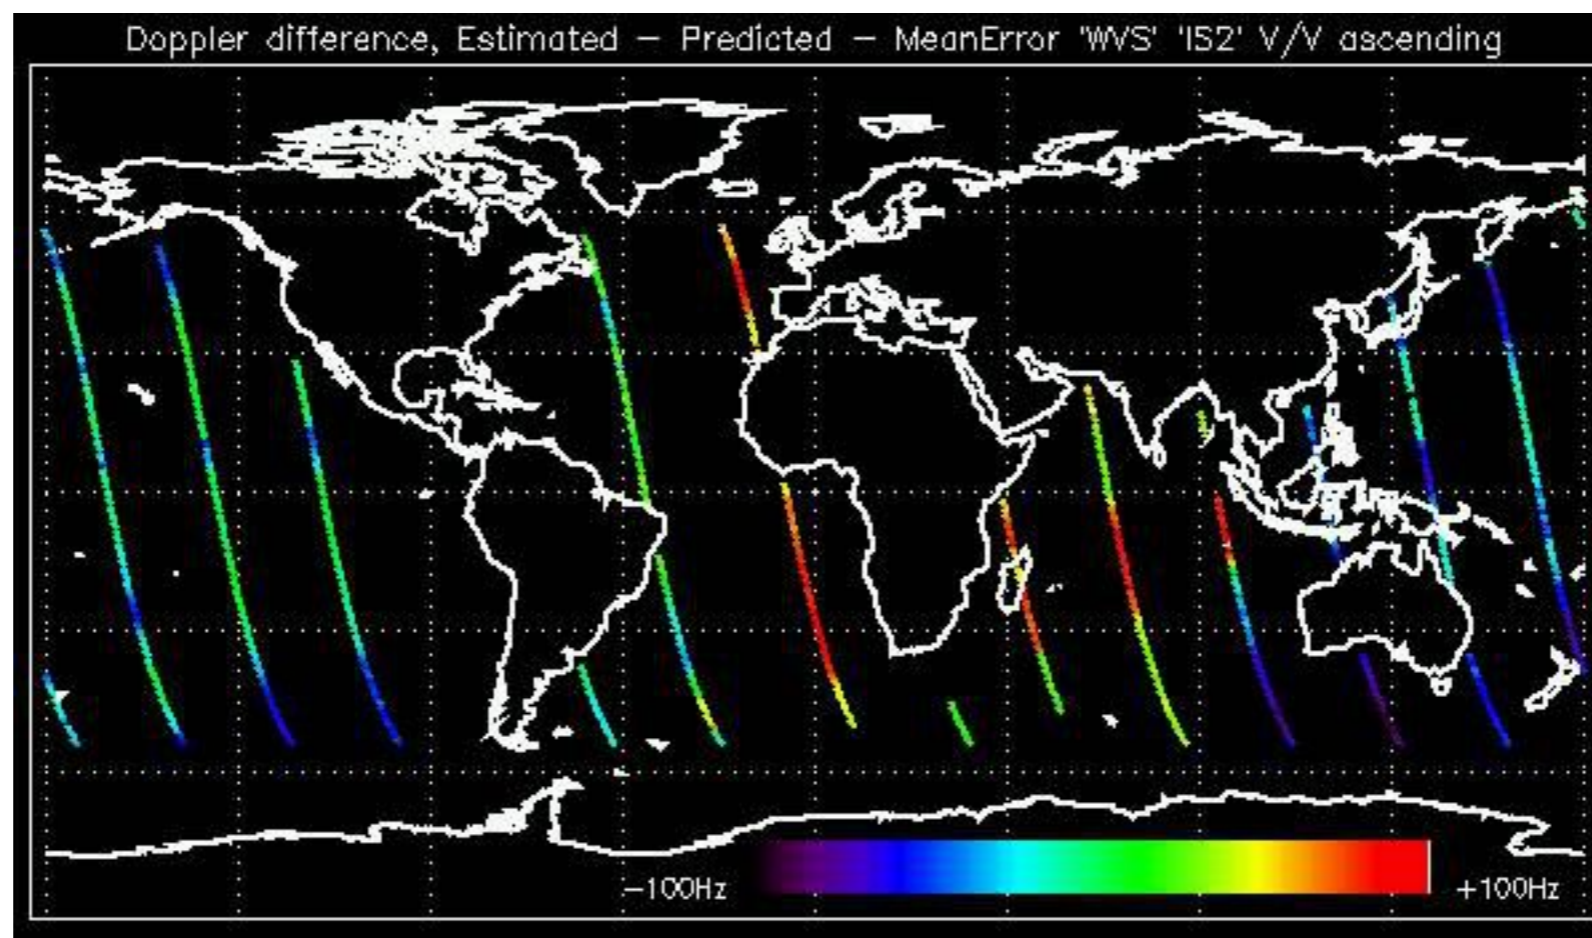 Doppler difference, Estimated – Predicted – MeanError 'WVS' 'IS2' V/V ascending
–100Hz
+100Hz